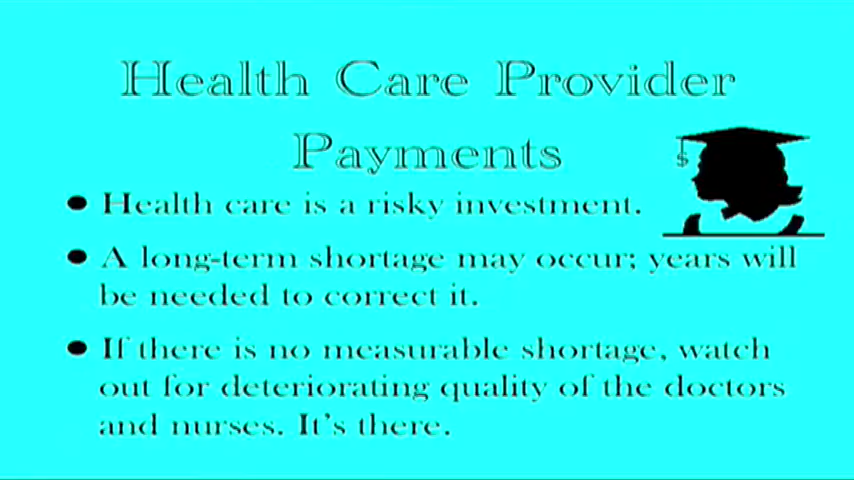 Health Care Provider
Payments
$
• Health care is a risky investment.
• A long-term shortage may occur; years will
be needed to correct it.
• If there is no measurable shortage, watch
out for deteriorating quality of the doctors
and nurses. It's there.